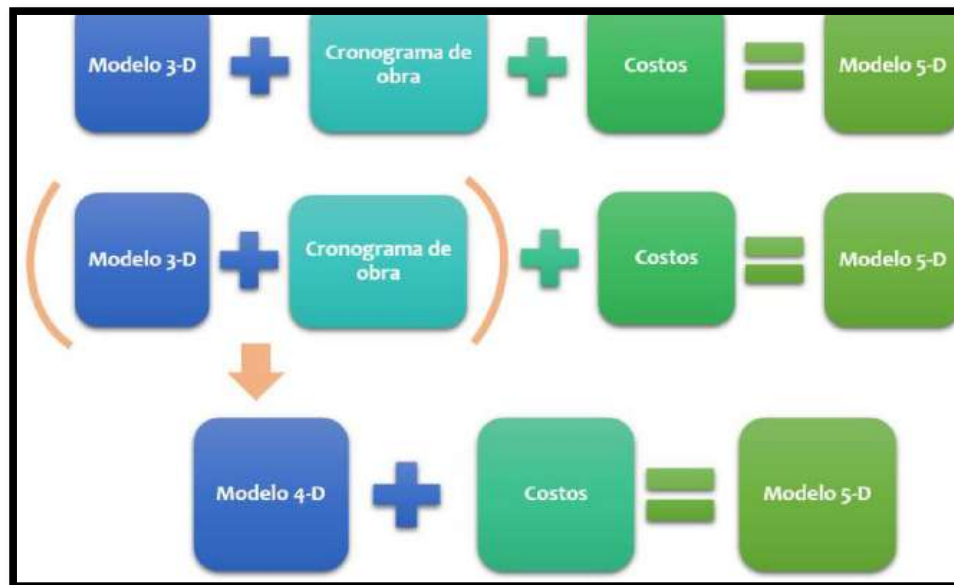 Modelo 3-D
Cronograma de
obra
Costos
Modelo 5-D
Modelo 3-D
Cronograma de
obra
Costos
Modelo 5-D
Modelo 4-D
Costos
Modelo 5-D